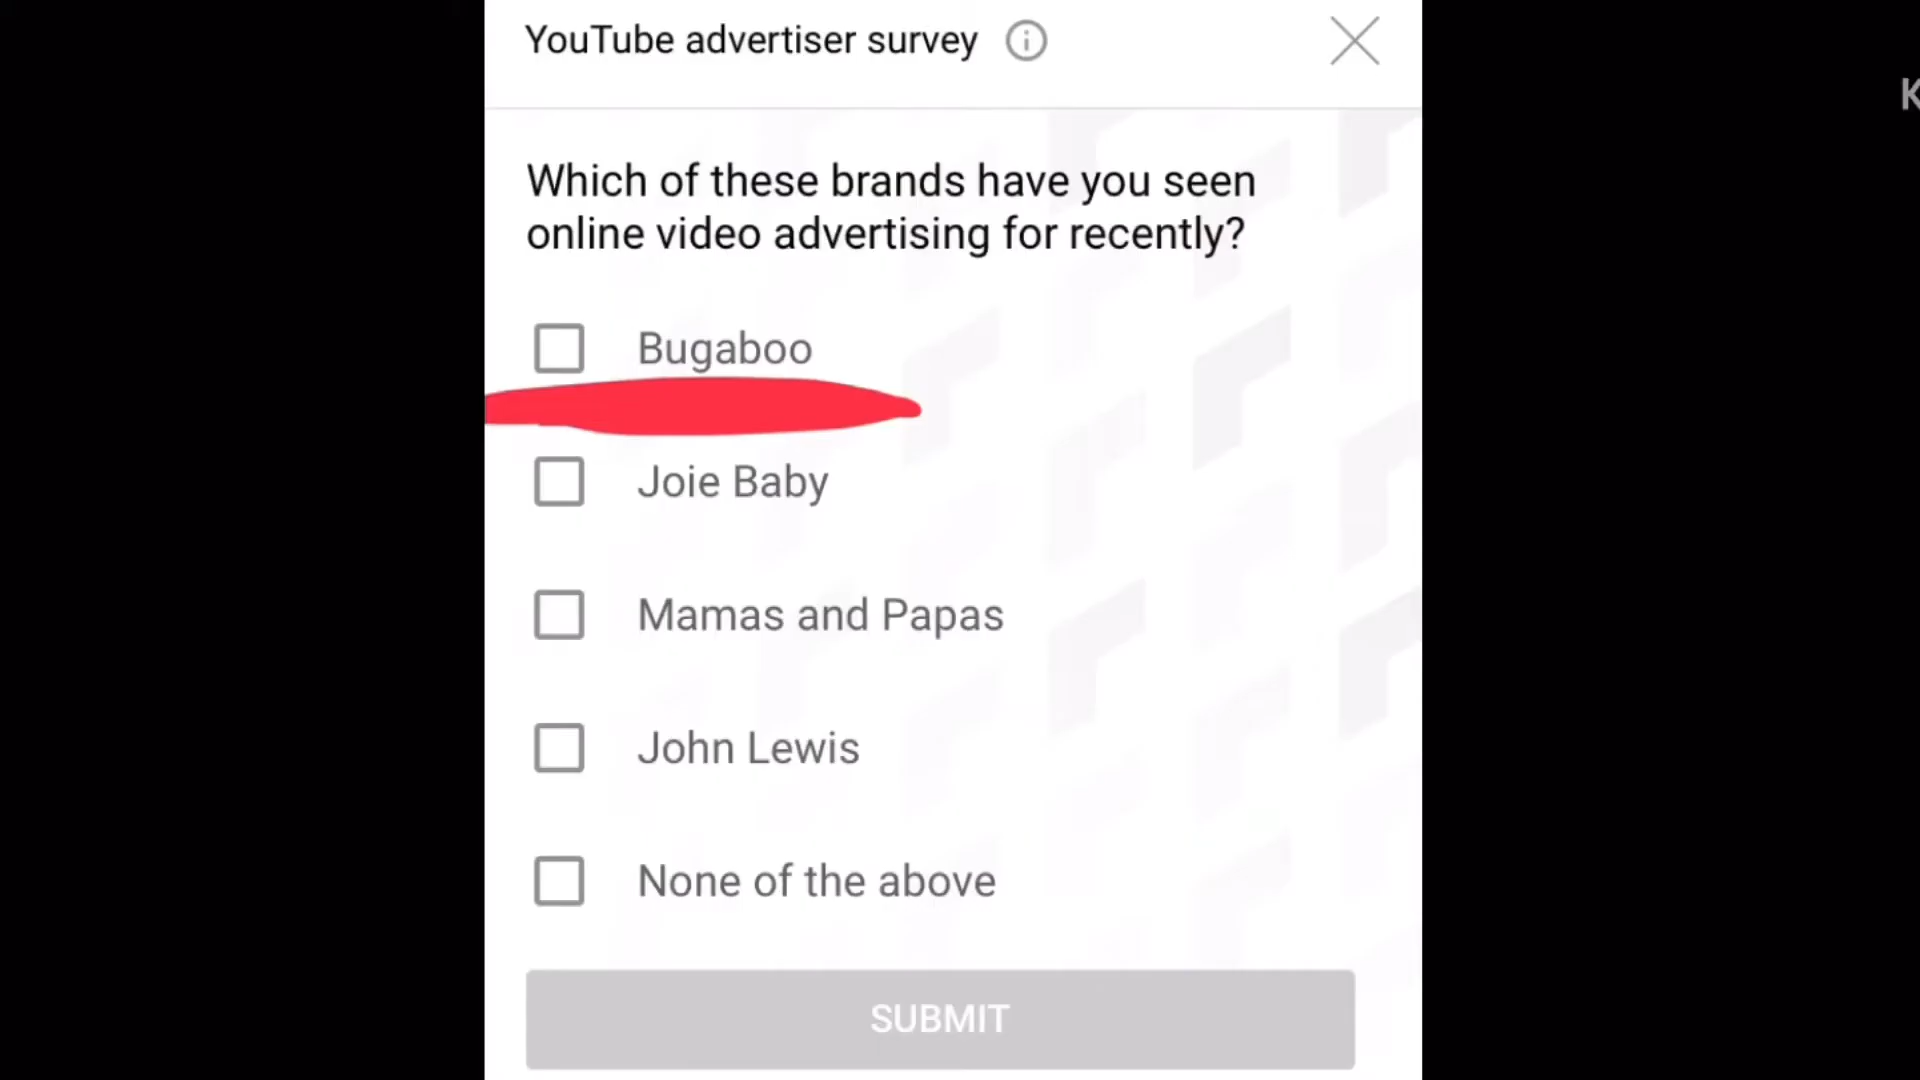 YouTube advertiser survey
Which of these brands have you seen
online video advertising for recently?
Bugaboo
Joie Baby
Mamas and Papas
John Lewis
None of the above
SUBMIT